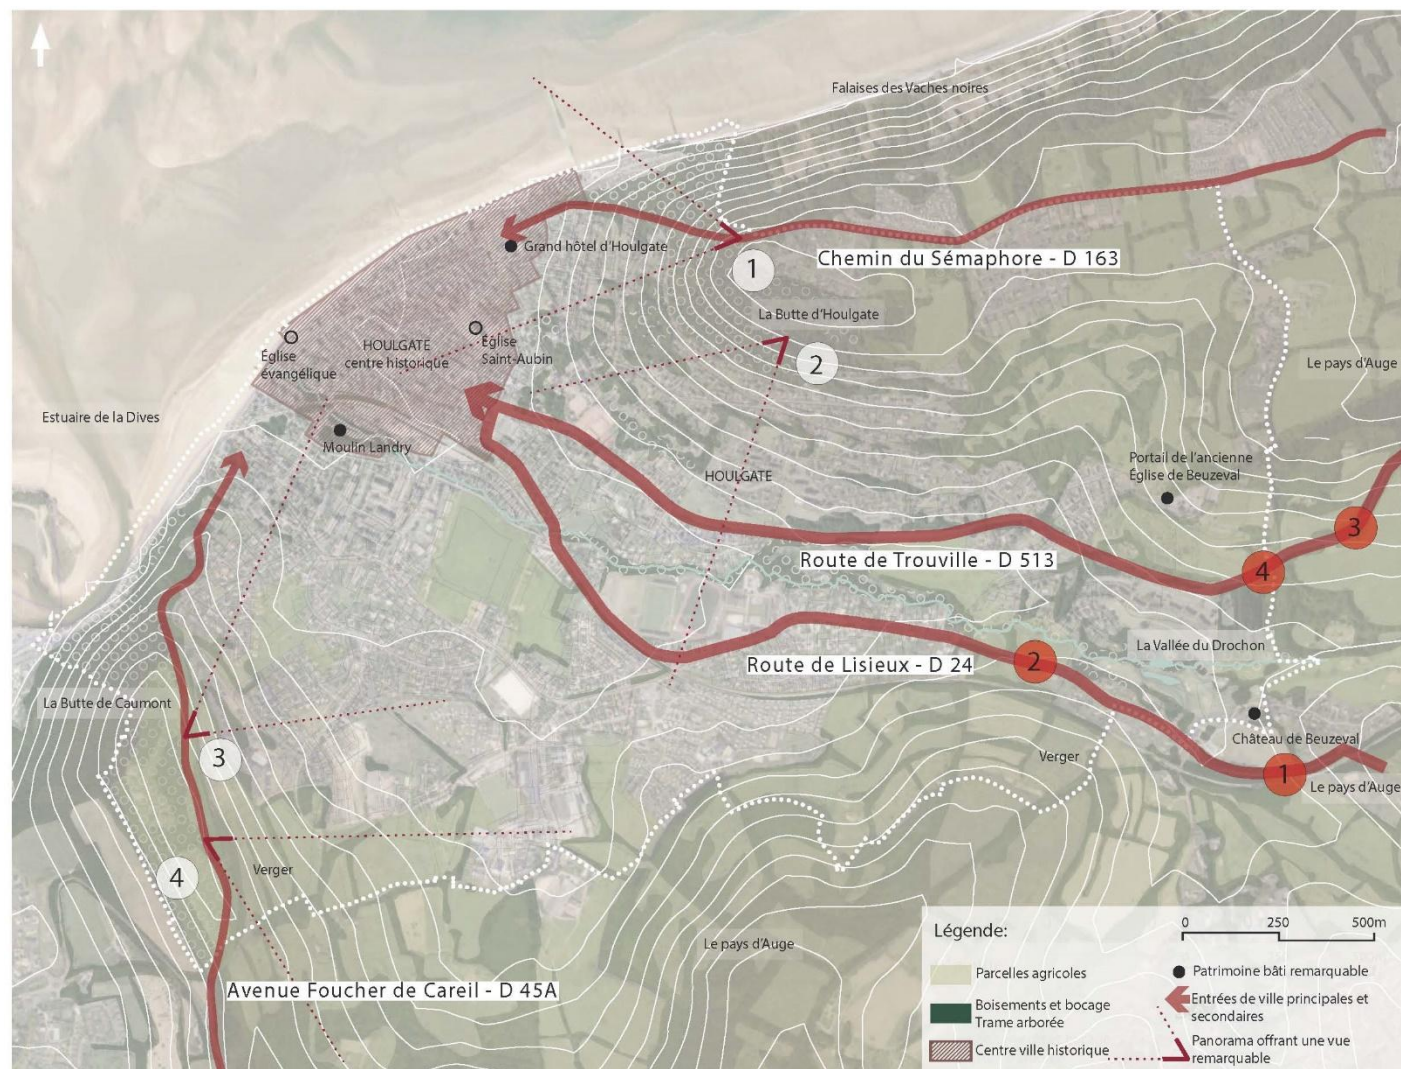 Falaises des Vaches noires
Grand hôtel d'Houlgate
1
Chemin du Sémaphore - D 163
La Butte d'Houlgate
Église
évangélique
HOULGATE
centre historique
Église
Saint-Aubin
2
Le pays d'Auge
Estuaire de la Dives
Moulin Landry
HOULGATE
Portail de l'ancienne
Église de Beuzeval
3
Route de Trouville - D 513
4
La Vallée du Drochon
Route de Lisieux - D 24
2
La Butte de Caumont
3
Verger
Château de Beuzeval
1
Le pays d'Auge
4
Verger
Le pays d'Auge
Avenue Foucher de Careil - D 45A
Légende:
0 250 500m
Parcelles agricoles
Boisements et bocage
Trame arborée
Centre ville historique
Patrimoine bâti remarquable
Entrées de ville principales et
secondaires
Panorama offrant une vue
remarquable